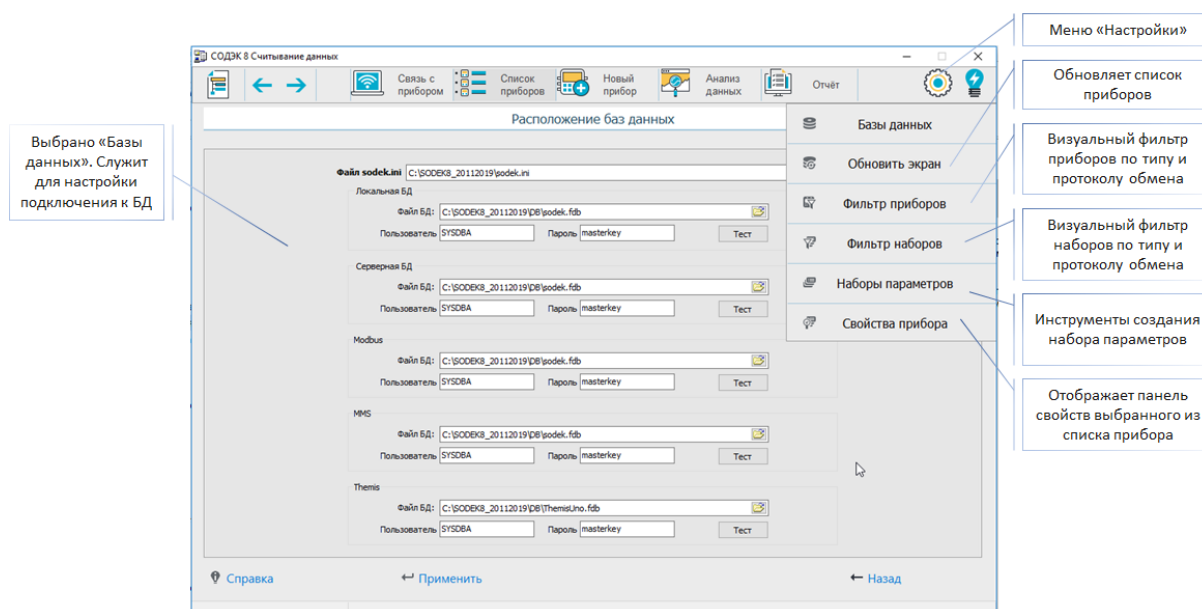 Меню «Настройки»
СОДЭК 8 Считывание данных
Связь с
прибором
Список
приборов
Новый
прибор
Анализ
данных
Отчёт
Обновляет список
приборов
Расположение баз данных
Базы данных
Обновить экран
Фильтр приборов
Фильтр наборов
Наборы параметров
Свойства прибора
Выбрано «Базы
данных». Служит
для настройки
подключения к БД
Визуальный фильтр
приборов по типу и
протоколу обмена
Визуальный фильтр
наборов по типу и
протоколу обмена
Инструменты создания
набора параметров
Отображает панель
свойств выбранного из
списка прибора
Файл sodek.ini C:\SODEK8_20112019\sodek.ini
Локальная БД
Файл БД: C:\SODEK8_20112019\DB\sodek.fdb
Пользователь SYSDBA Пароль masterkey Тест
Серверная БД
Файл БД: C:\SODEK8_20112019\DB\sodek.fdb
Пользователь SYSDBA Пароль masterkey Тест
Modbus
Файл БД: C:\SODEK8_20112019\DB\sodek.fdb
Пользователь SYSDBA Пароль masterkey Тест
MMS
Файл БД: C:\SODEK8_20112019\DB\sodek.fdb
Пользователь SYSDBA Пароль masterkey Тест
Themis
Файл БД: C:\SODEK8_20112019\DB\ThemisUno.fdb
Пользователь SYSDBA Пароль masterkey Тест
Справка
Применить
Назад